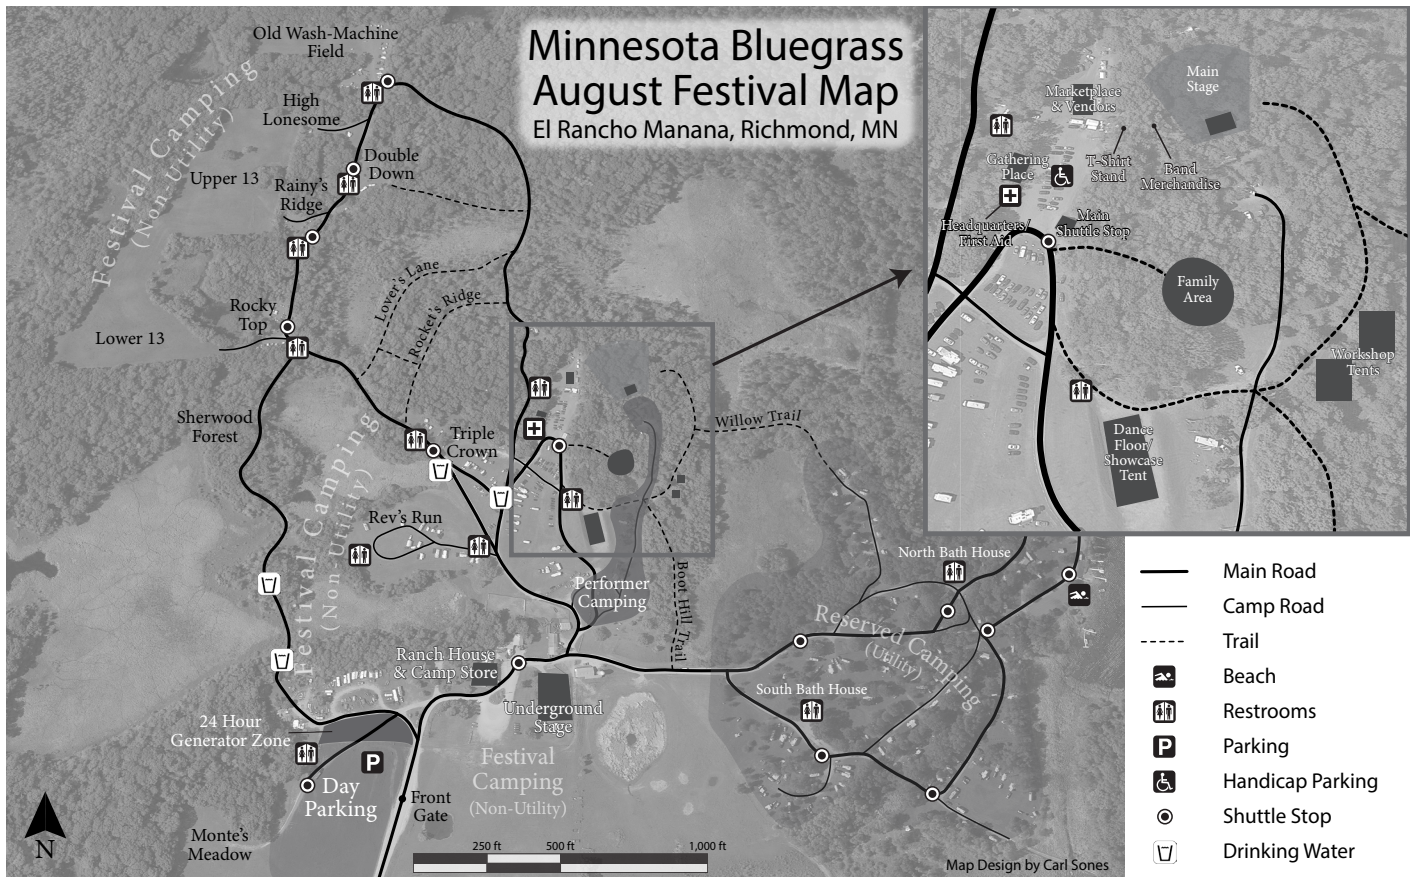 Minnesota Bluegrass
August Festival Map
El Rancho Manana, Richmond, MN
Old Wash-Machine
Field
High
Lonesome
Double
Down
Upper 13
Rainy's
Ridge
Festival Camping
(Non-Utility)
Rocky
Top
Lower 13
Lover's Lane
Rocket's Ridge
Sherwood
Forest
Triple
Crown
Festival Camping
(Non-Utility)
Rev's Run
Willow Trail
Boot Hill Trail
Performer
Camping
Ranch House
& Camp Store
Underground
Stage
24 Hour
Generator Zone
P
Day
Parking
Front
Gate
Monte's
Meadow
Festival
Camping
(Non-Utility)
North Bath House
Reserved Camping
(Utility)
South Bath House
N
250 ft
500 ft
1,000 ft
Map Design by Carl Sones
Main
Stage
Marketplace
& Vendors
Gathering
Place
T-Shirt
Stand
Band
Merchandise
Headquarters/
First Aid
Main
Shuttle Stop
Family
Area
Workshop
Tents
Dance
Floor/
Showcase
Tent
Main Road
Camp Road
Trail
Beach
Restrooms
P
Parking
Handicap Parking
Shuttle Stop
Drinking Water